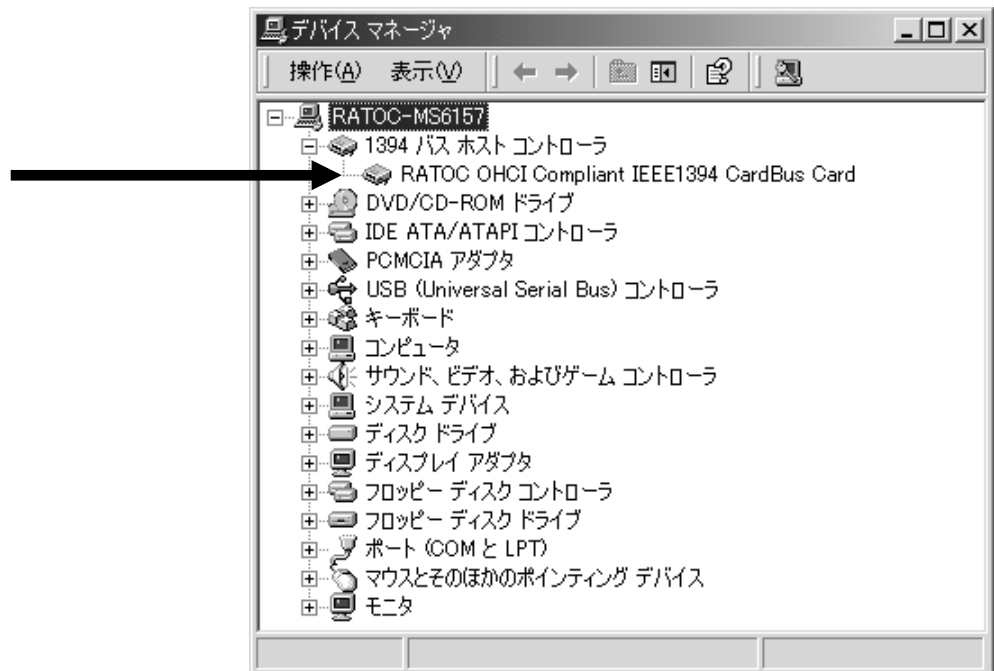 デバイス マネージャ
操作(A) 表示(V)
RATOC-MS6157
1394 バス ホスト コントローラ
RATOC OHCI Compliant IEEE1394 CardBus Card
DVD/CD-ROM ドライブ
IDE ATA/ATAPI コントローラ
PCMCIA アダプタ
USB (Universal Serial Bus) コントローラ
キーボード
コンピュータ
サウンド、ビデオ、およびゲーム コントローラ
システム デバイス
ディスク ドライブ
ディスプレイ アダプタ
フロッピー ディスク コントローラ
フロッピー ディスク ドライブ
ポート (COM と LPT)
マウスとそのほかのポインティング デバイス
モニタ